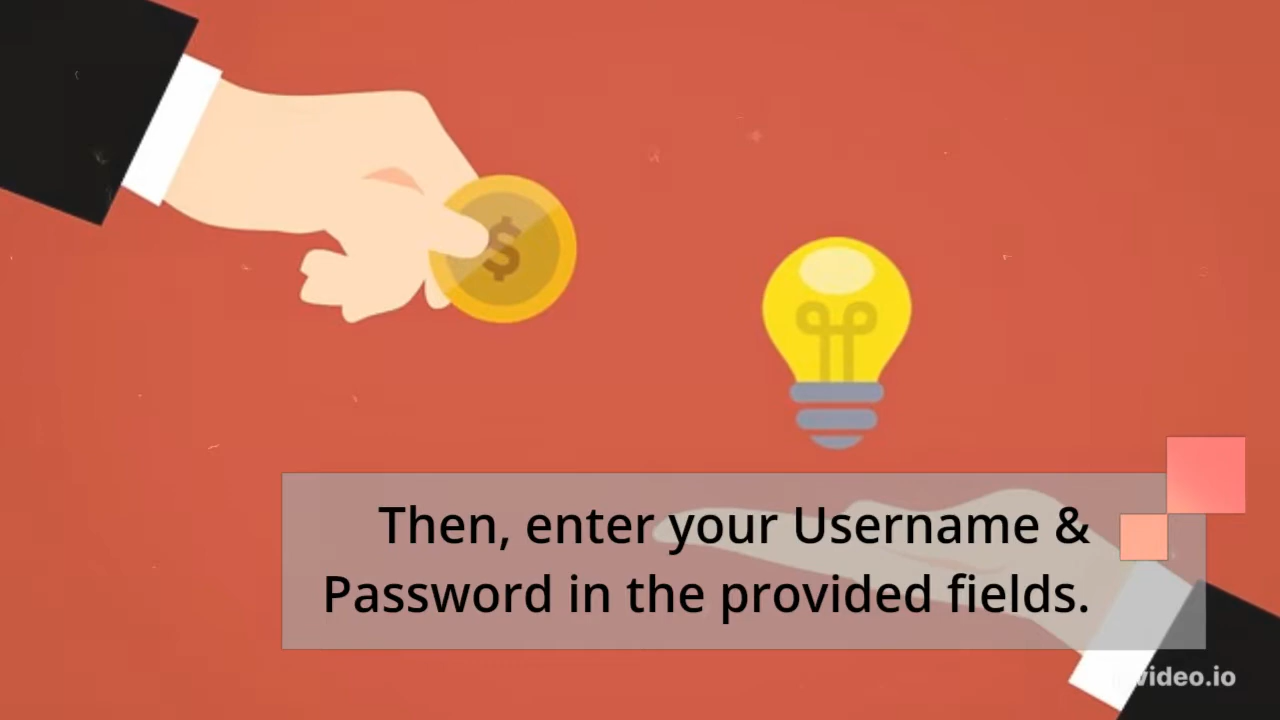 $
Then, enter your Username &
Password in the provided fields.
video.io